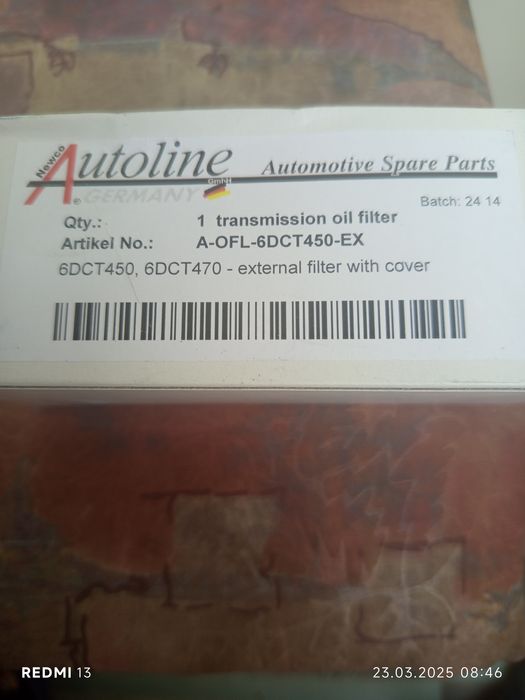 Newco
Autoline
GmbH
Automotive Spare Parts
® GERMANY
Batch: 24 14
Qty.: 1 transmission oil filter
Artikel No.: A-OFL-6DCT450-EX
6DCT450, 6DCT470 - external filter with cover
REDMI 13
23.03.2025 08:46